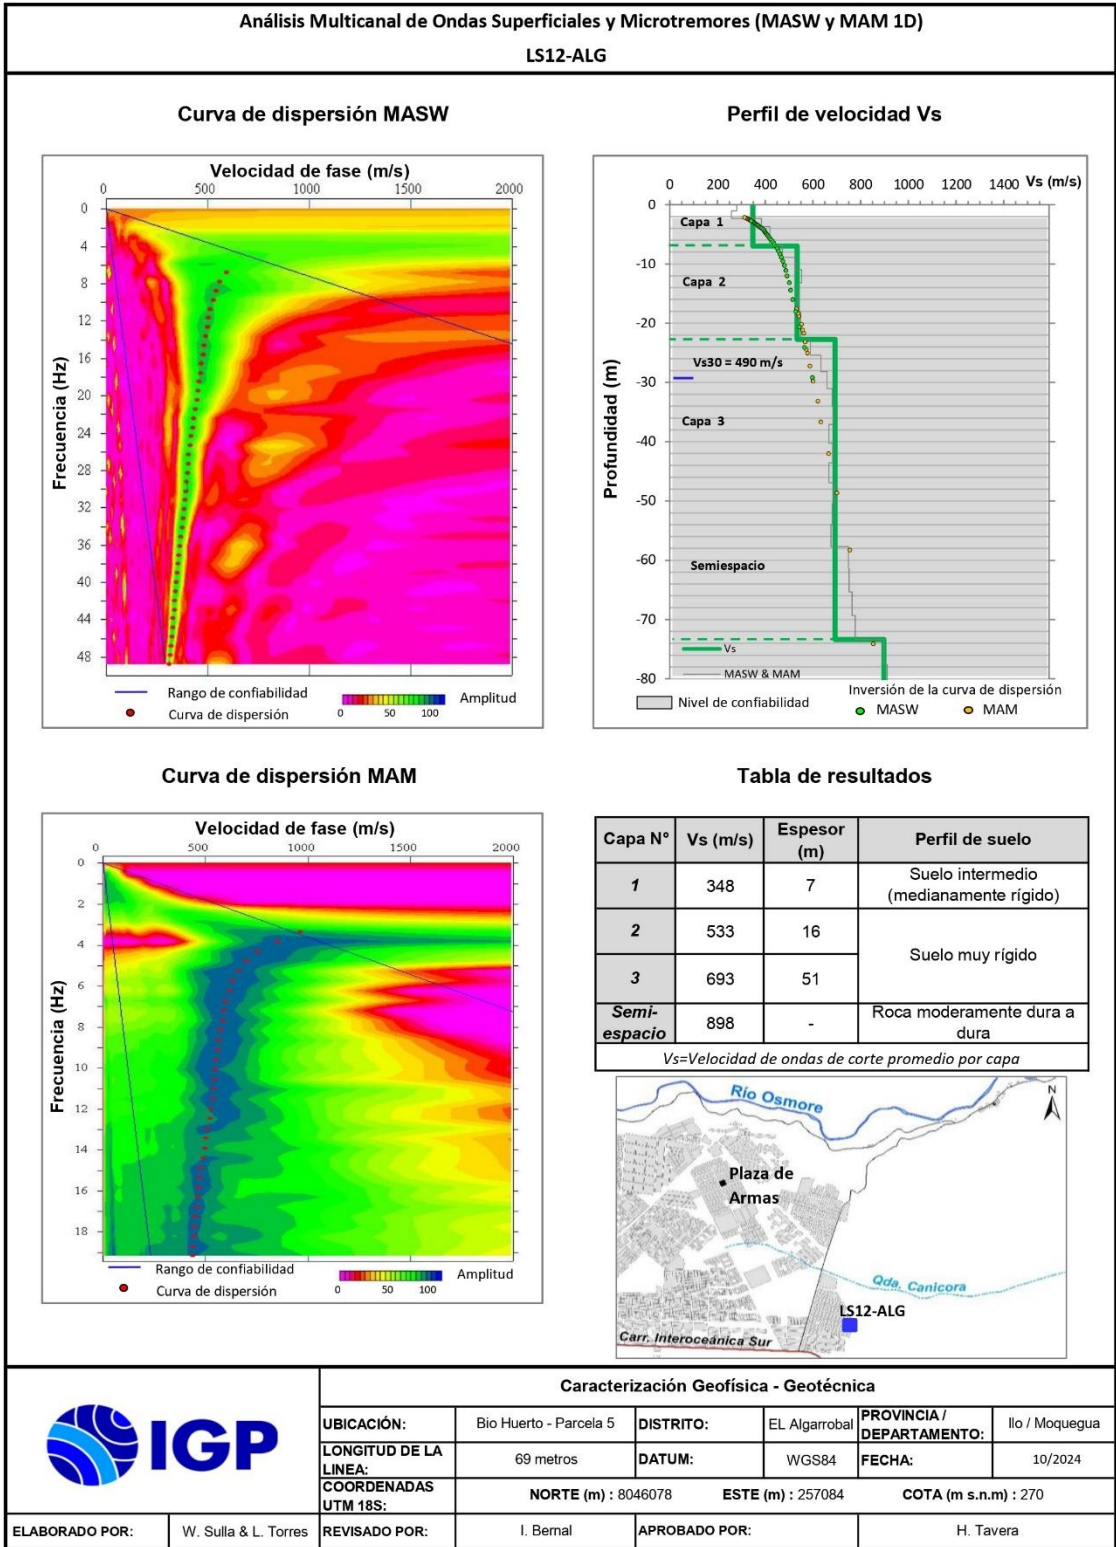 Análisis Multicanal de Ondas Superficiales y Microtremores (MASW y MAM 1D)
LS12-ALG
Curva de dispersión MASW
Velocidad de fase (m/s)
0 500 1000 1500 2000
Frecuencia (Hz)
0
4
8
12
16
20
24
28
32
36
40
44
48
Rango de confiabilidad
Curva de dispersión
0 50 100
Amplitud
Perfil de velocidad Vs
0 200 400 600 800 1000 1200 1400 Vs (m/s)
Profundidad (m)
0
-10
-20
-30
-40
-50
-60
-70
-80
Capa 1
Capa 2
Vs30 = 490 m/s
Capa 3
Semiespacio
Vs
MASW & MAM
Nivel de confiabilidad
Inversión de la curva de dispersión
MASW MAM
Curva de dispersión MAM
Velocidad de fase (m/s)
0 500 1000 1500 2000
Frecuencia (Hz)
0
2
4
6
8
10
12
14
16
18
Rango de confiabilidad
Curva de dispersión
0 50 100
Amplitud
Tabla de resultados
Capa N° Vs (m/s) Espesor (m) Perfil de suelo
1 348 7 Suelo intermedio (medianamente rígido)
2 533 16 Suelo muy rígido
3 693 51
Semi-espacio 898 - Roca moderamente dura a dura
Vs=Velocidad de ondas de corte promedio por capa
Río Osmore
N
Plaza de
Armas
Qda. Canicora
LS12-ALG
Carr. Interoceánica Sur
IGP
Caracterización Geofísica - Geotécnica
UBICACIÓN: Bio Huerto - Parcela 5 DISTRITO: EL Algarrobal PROVINCIA / DEPARTAMENTO: Ilo / Moquegua
LONGITUD DE LA LINEA: 69 metros DATUM: WGS84 FECHA: 10/2024
COORDENADAS UTM 18S: NORTE (m) : 8046078 ESTE (m) : 257084 COTA (m s.n.m) : 270
ELABORADO POR: W. Sulla & L. Torres REVISADO POR: I. Bernal APROBADO POR: H. Tavera